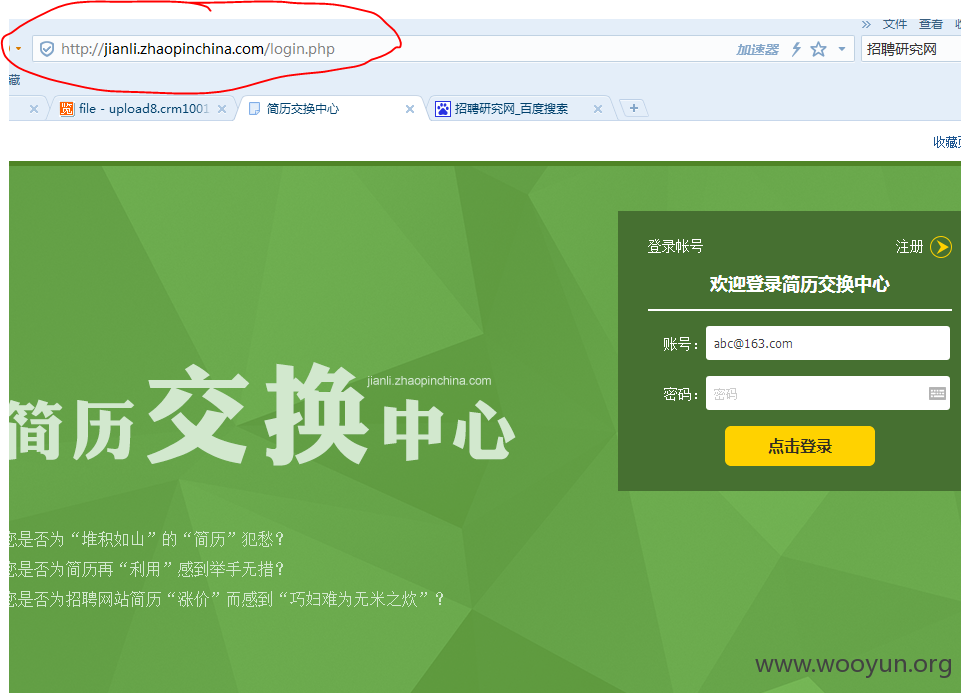 » 文件 查看
http://jianli.zhaopinchina.com/login.php 加速器 招聘研究网
藏
file - upload8.crm1001 简历交换中心 招聘研究网_百度搜索
收藏
登录帐号 注册
欢迎登录简历交换中心
账号： abc@163.com
密码： 密码
点击登录
jianli.zhaopinchina.com
简历交换中心
您是否为“堆积如山”的“简历”犯愁？
您是否为简历再“利用”感到举手无措？
您是否为招聘网站简历“涨价”而感到“巧妇难为无米之炊”？
www.wooyun.org